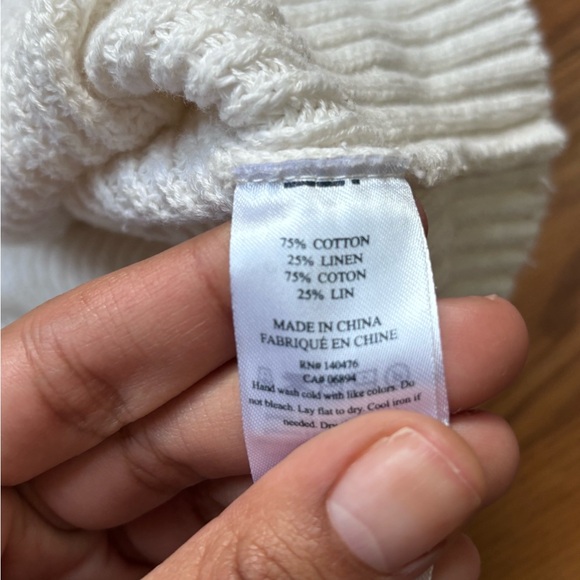 75% COTTON
25% LINEN
75% COTON
25% LIN
MADE IN CHINA
FABRIQUÉ EN CHINE
RN# 140476
CA# 06894
Hand wash cold with like colors. Do
not bleach. Lay flat to dry. Cool iron if
needed.